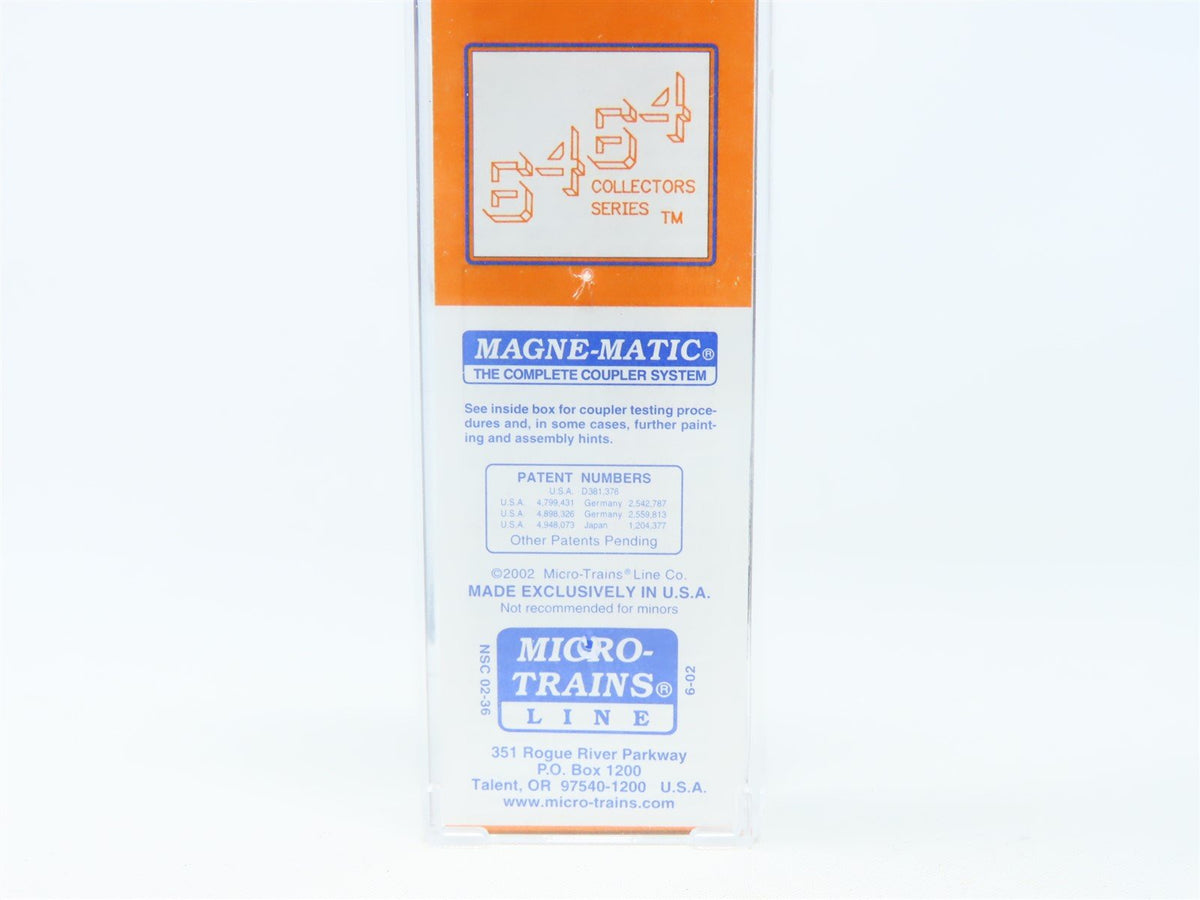 6464
COLLECTORS
SERIES TM
MAGNE-MATIC®
THE COMPLETE COUPLER SYSTEM
See inside box for coupler testing proce-
dures and, in some cases, further paint-
ing and assembly hints.
PATENT NUMBERS
U.S.A. D381,376
U.S.A. 4,799,431 Germany 2,542,787
U.S.A. 4,898,326 Germany 2,559,813
U.S.A. 4,948,073 Japan 1,204,377
Other Patents Pending
©2002 Micro-Trains® Line Co.
MADE EXCLUSIVELY IN U.S.A.
Not recommended for minors
NSC 02-36
MICRO-
TRAINS®
LINE
6-02
351 Rogue River Parkway
P.O. Box 1200
Talent, OR 97540-1200 U.S.A.
www.micro-trains.com